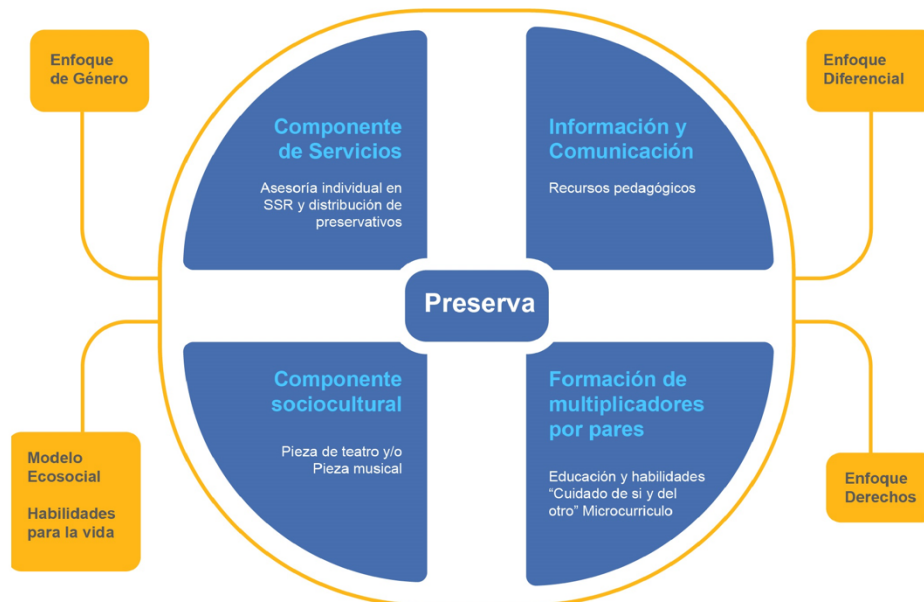 Enfoque
de Género
Componente
de Servicios
Asesoría individual en
SSR y distribución de
preservativos
Información y
Comunicación
Recursos pedagógicos
Enfoque
Diferencial
Preserva
Modelo
Ecosocial
Habilidades
para la vida
Componente
sociocultural
Pieza de teatro y/o
Pieza musical
Formación de
multiplicadores
por pares
Educación y habilidades
“Cuidado de si y del
otro” Microcurriculo
Enfoque
Derechos